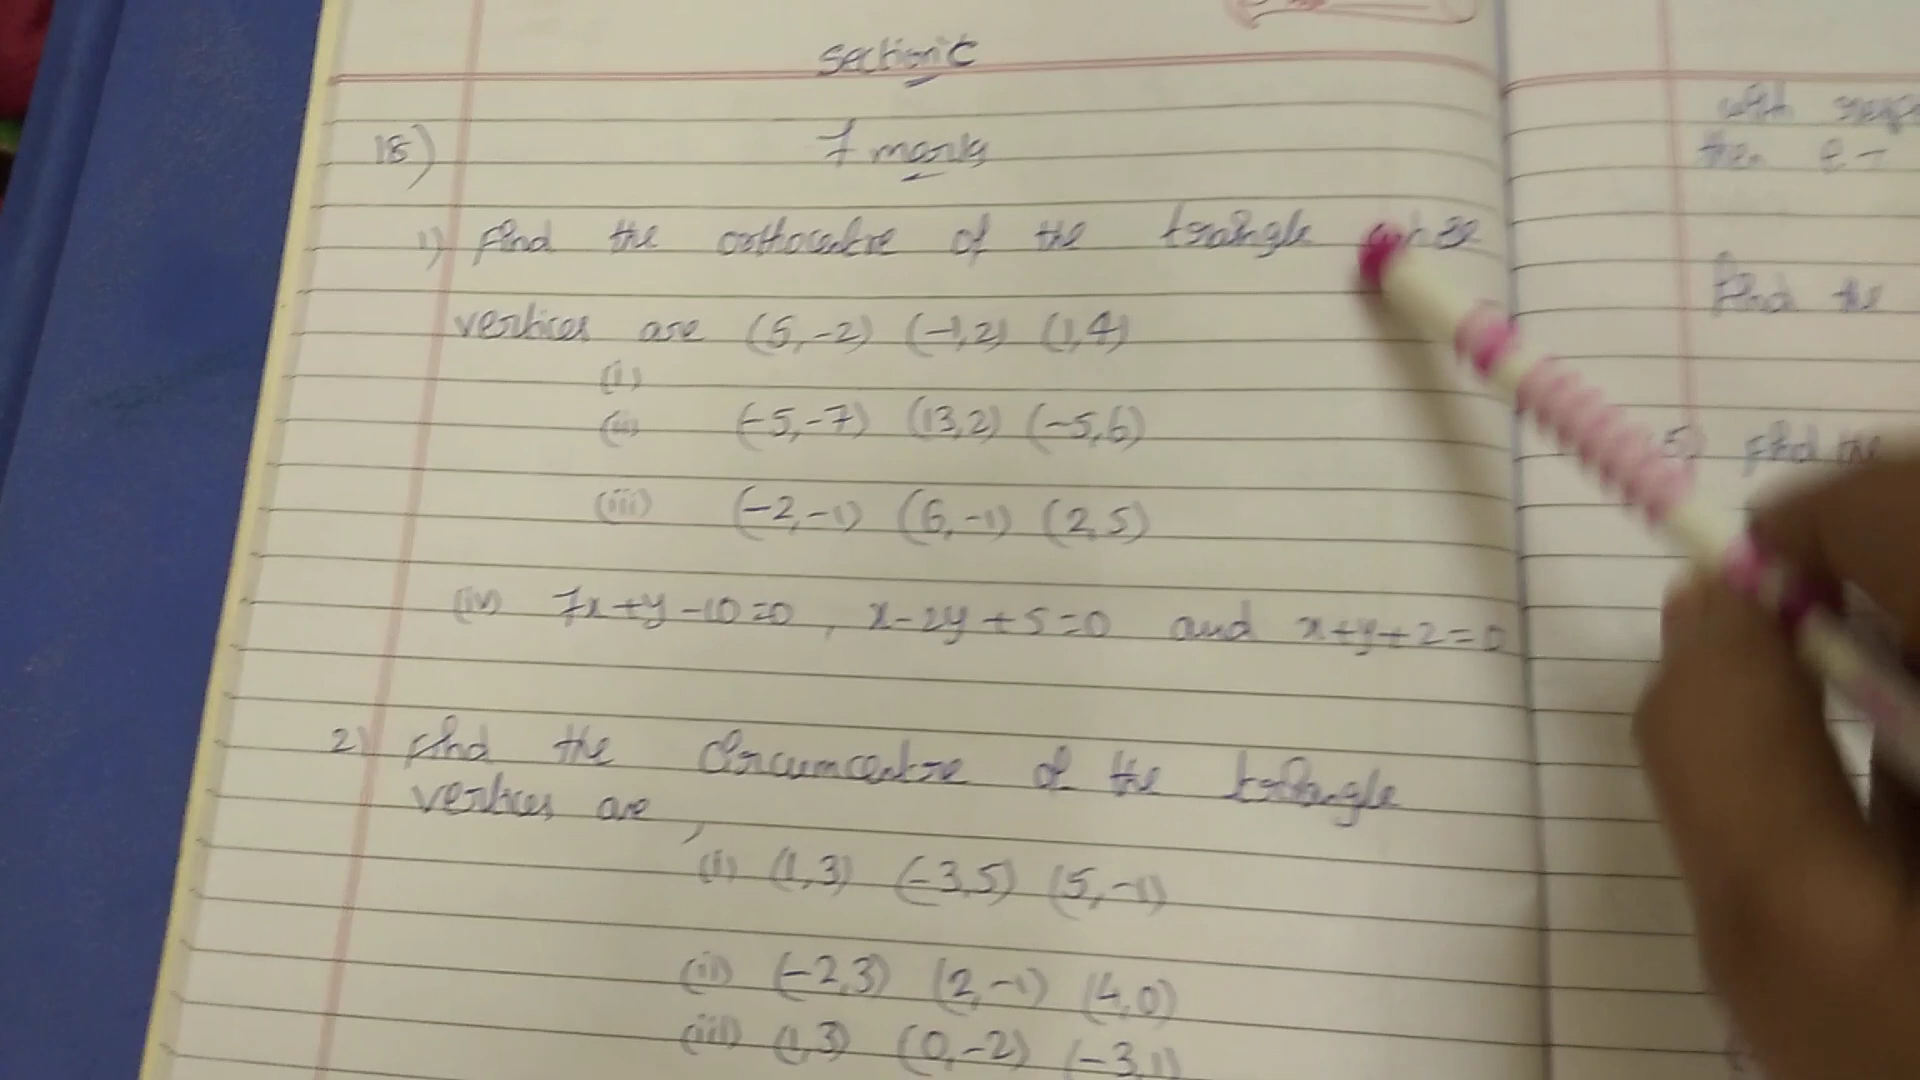 Section:C
18)
7 marks
1) Find the orthocentre of the triangle
vertices are (5,-2) (-1,2) (1,4)
(i)
(ii) (-5,-7) (13,2) (-5,6)
(iii) (-2,-1) (6,-1) (2,5)
(iv) 7x+y-10=0, x-2y+5=0 and x+y+2=0
2) find the Circumcentre of the triangle
vertices are,
(i) (1,3) (-3,5) (5,-1)
(ii) (-2,3) (2,-1) (4,0)
(iii) (1,3) (0,-2) (-3,1)
with
then e-
Find the
5) Find the